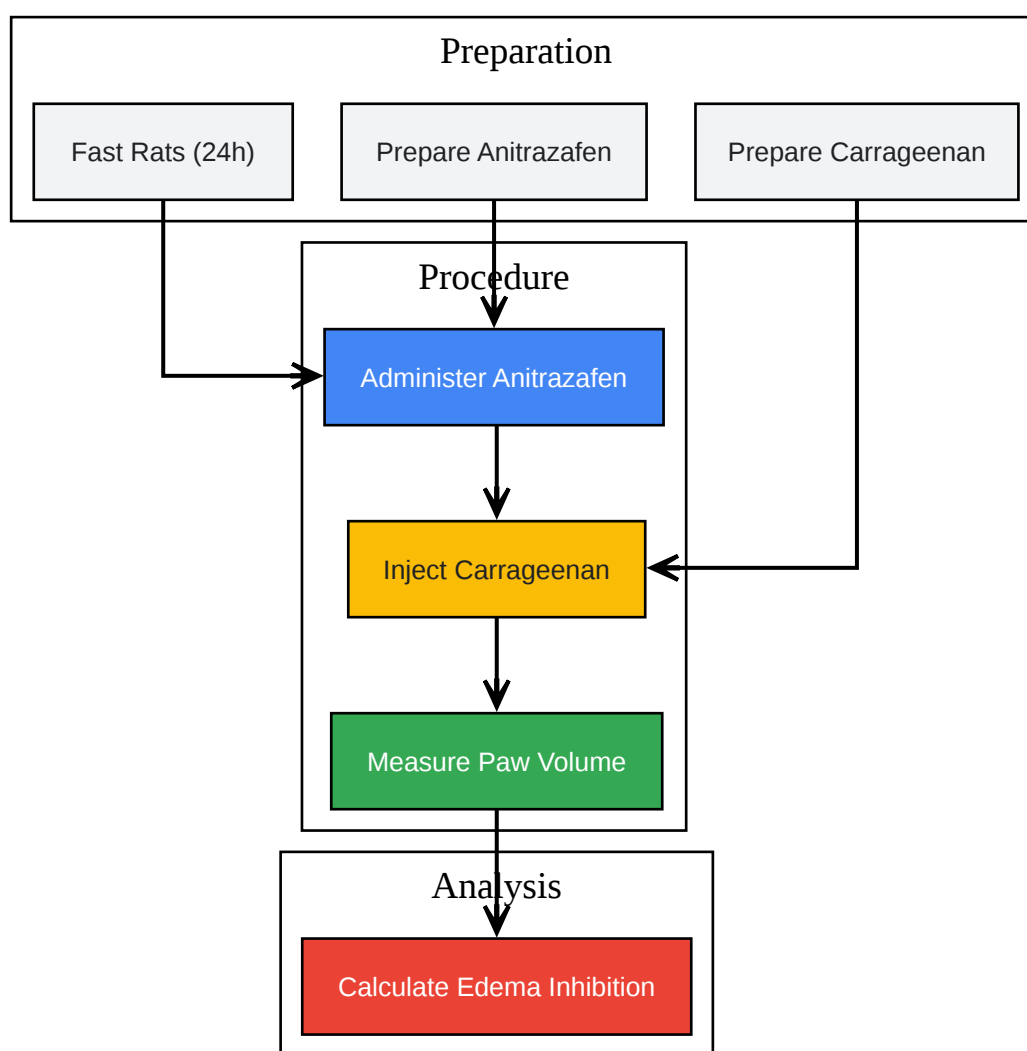 Preparation
Fast Rats (24h)
Prepare Anitrazafen
Prepare Carrageenan
Procedure
Administer Anitrazafen
Inject Carrageenan
Measure Paw Volume
Analysis
Calculate Edema Inhibition